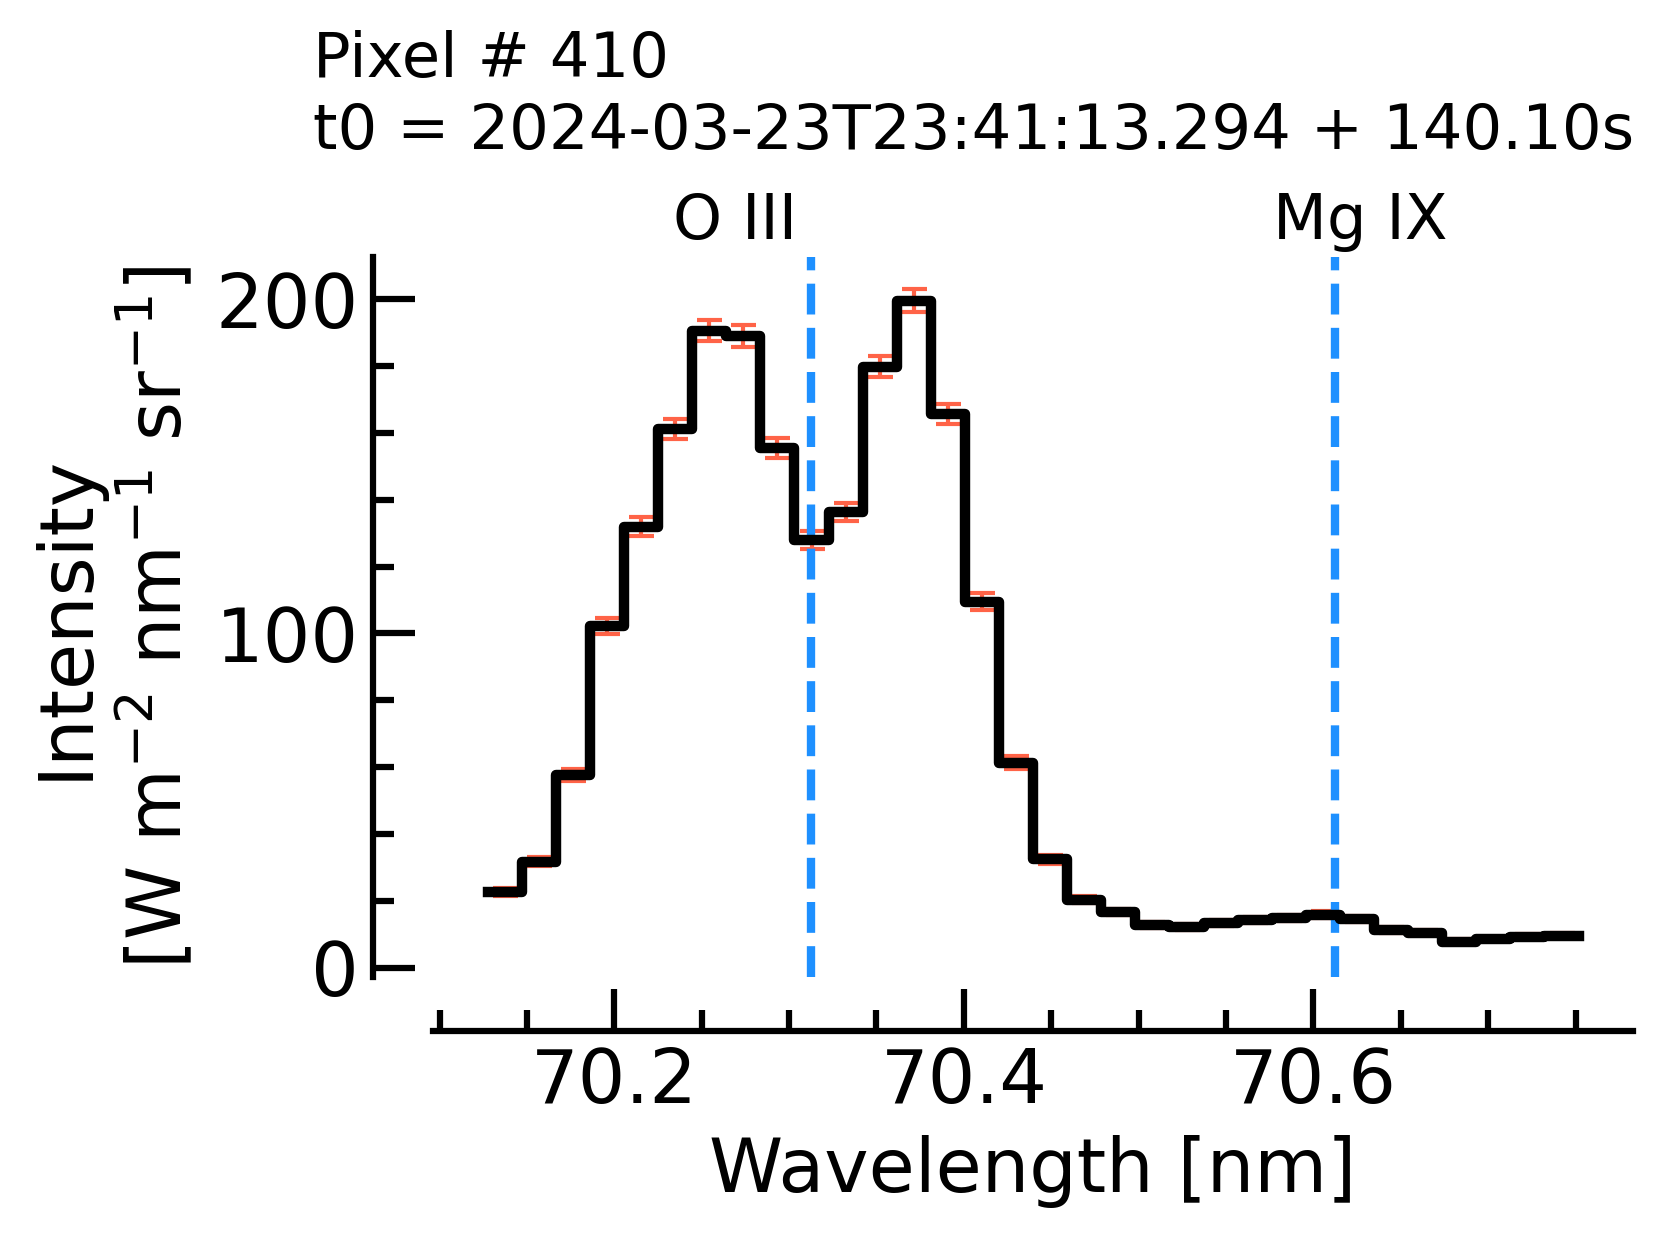 Pixel # 410
t0 = 2024-03-23T23:41:13.294 + 140.10s
O III
Mg IX
Intensity
[W m⁻² nm⁻¹ sr⁻¹]
200
100
0
70.2
70.4
70.6
Wavelength [nm]